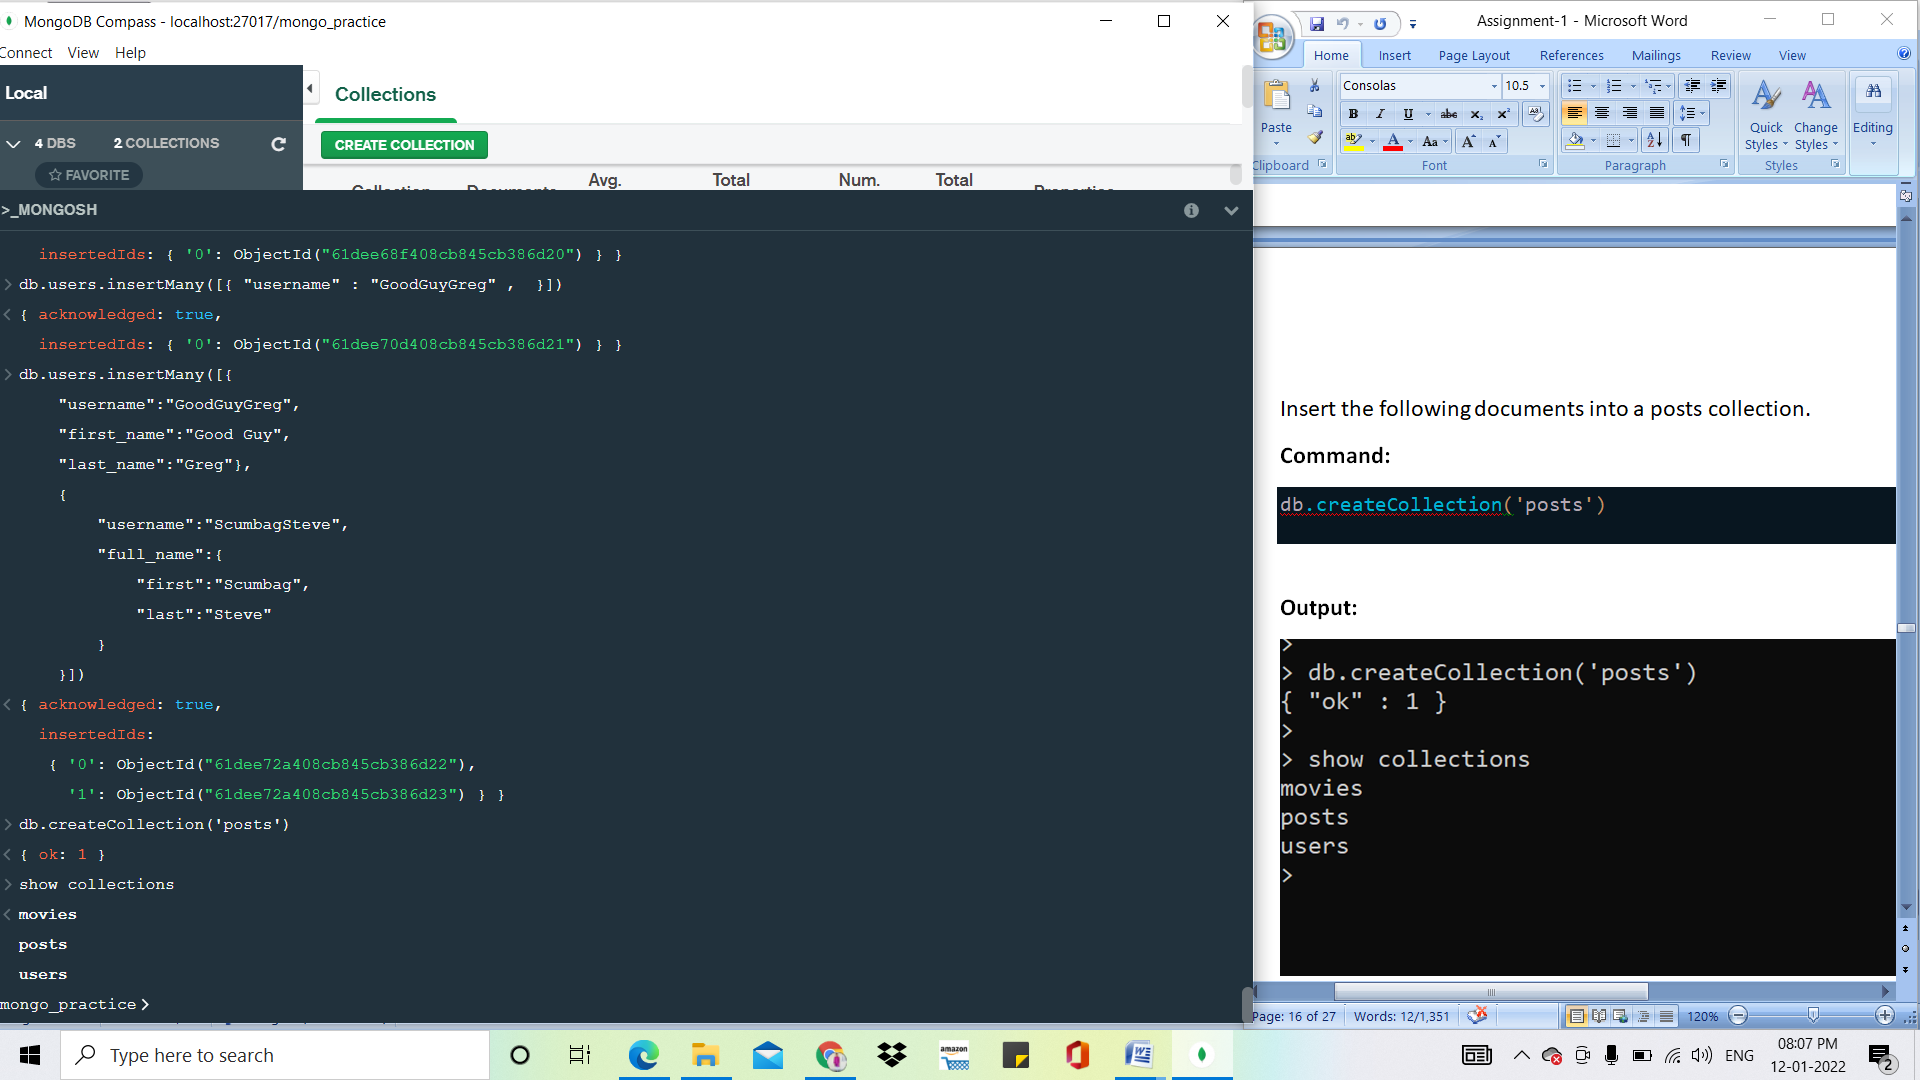 MongoDB Compass - localhost:27017/mongo_practice
Connect View Help
Local
Collections
4 DBS 2 COLLECTIONS
FAVORITE
CREATE COLLECTION
Collection Documents Avg. Total Num. Total Properties
>_MONGOSH
insertedIds: { '0': ObjectId("61dee68f408cb845cb386d20") } }
> db.users.insertMany([{ "username" : "GoodGuyGreg" ,  }])
< { acknowledged: true,
insertedIds: { '0': ObjectId("61dee70d408cb845cb386d21") } }
> db.users.insertMany([{
"username":"GoodGuyGreg",
"first_name":"Good Guy",
"last_name":"Greg"},
{
"username":"ScumbagSteve",
"full_name":{
"first":"Scumbag",
"last":"Steve"
}
}])
< { acknowledged: true,
insertedIds:
{ '0': ObjectId("61dee72a408cb845cb386d22"),
'1': ObjectId("61dee72a408cb845cb386d23") } }
> db.createCollection('posts')
< { ok: 1 }
> show collections
< movies
posts
users
mongo_practice >
Assignment-1 - Microsoft Word
Home Insert Page Layout References Mailings Review View
Consolas 10.5
Paste
Quick Styles
Change Styles
Editing
Clipboard Font Paragraph Styles
Insert the following documents into a posts collection.
Command:
db.createCollection('posts')
Output:
>
> db.createCollection('posts')
{ "ok" : 1 }
>
> show collections
movies
posts
users
>
Page: 16 of 27 Words: 12/1,351 120%
Type here to search
amazon
ENG
08:07 PM
12-01-2022
2